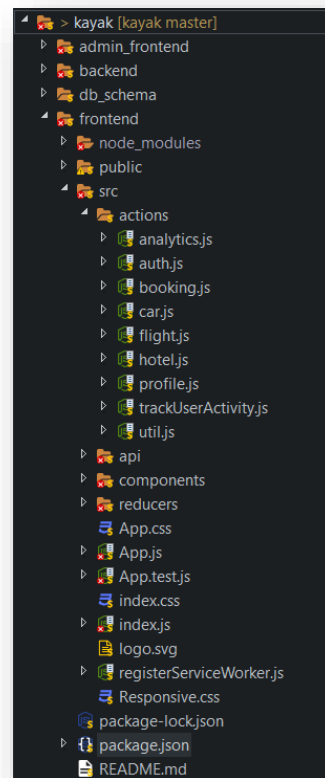 > kayak [kayak master]
admin_frontend
backend
db_schema
frontend
node_modules
public
src
actions
analytics.js
auth.js
booking.js
car.js
flight.js
hotel.js
profile.js
trackUserActivity.js
util.js
api
components
reducers
App.css
App.js
App.test.js
index.css
index.js
logo.svg
registerServiceWorker.js
Responsive.css
package-lock.json
package.json
README.md